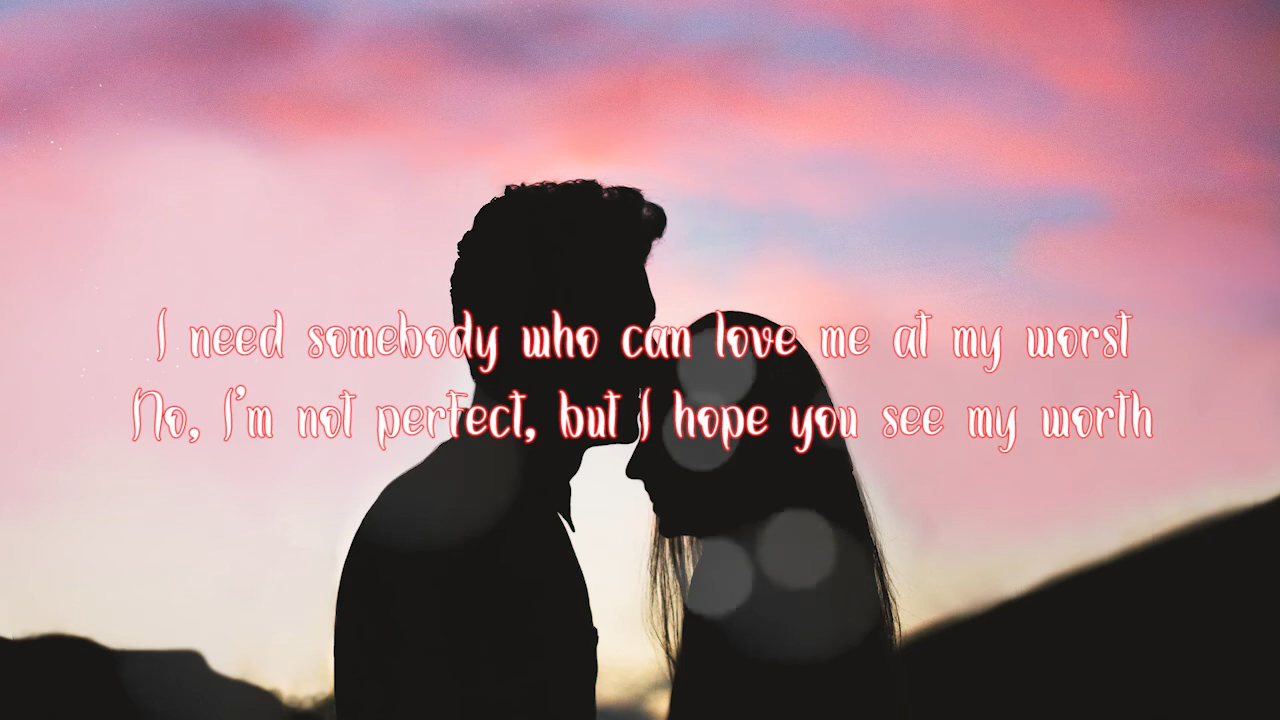 I need somebody who can love me at my worst
No, I'm not perfect, but I hope you see my worth